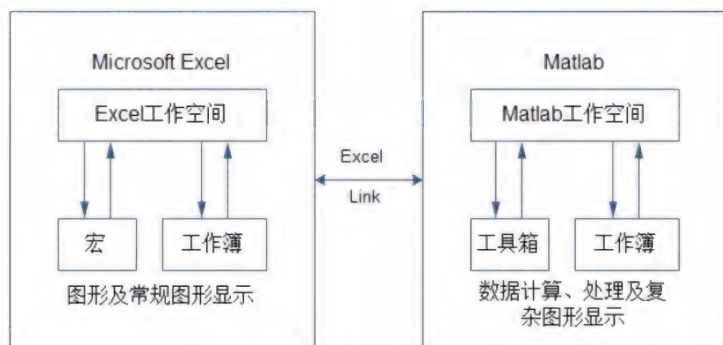 Microsoft Excel
Excel工作空间
宏
工作簿
图形及常规图形显示
Excel
Link
Matlab
Matlab工作空间
工具箱
工作簿
数据计算、处理及复
杂图形显示